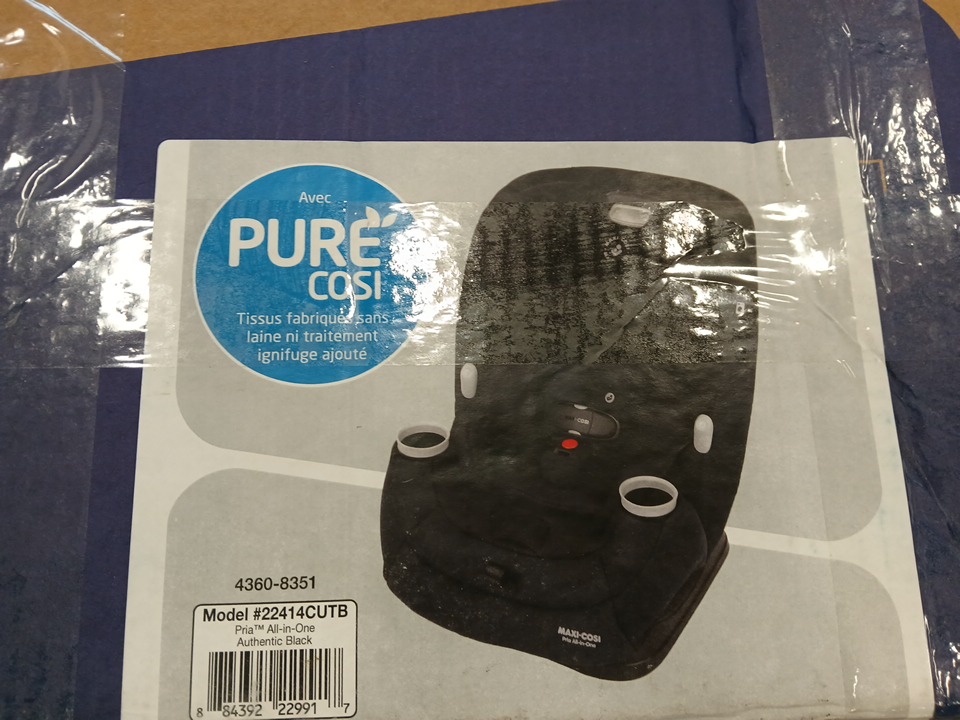 Avec
PURE
COSI
Tissus fabriqués sans
laine ni traitement
ignifuge ajouté
MAXI-COSI
Pria All-in-One
4360-8351
Model #22414CUTB
Pria™ All-in-One
Authentic Black
8 84392 22991 7